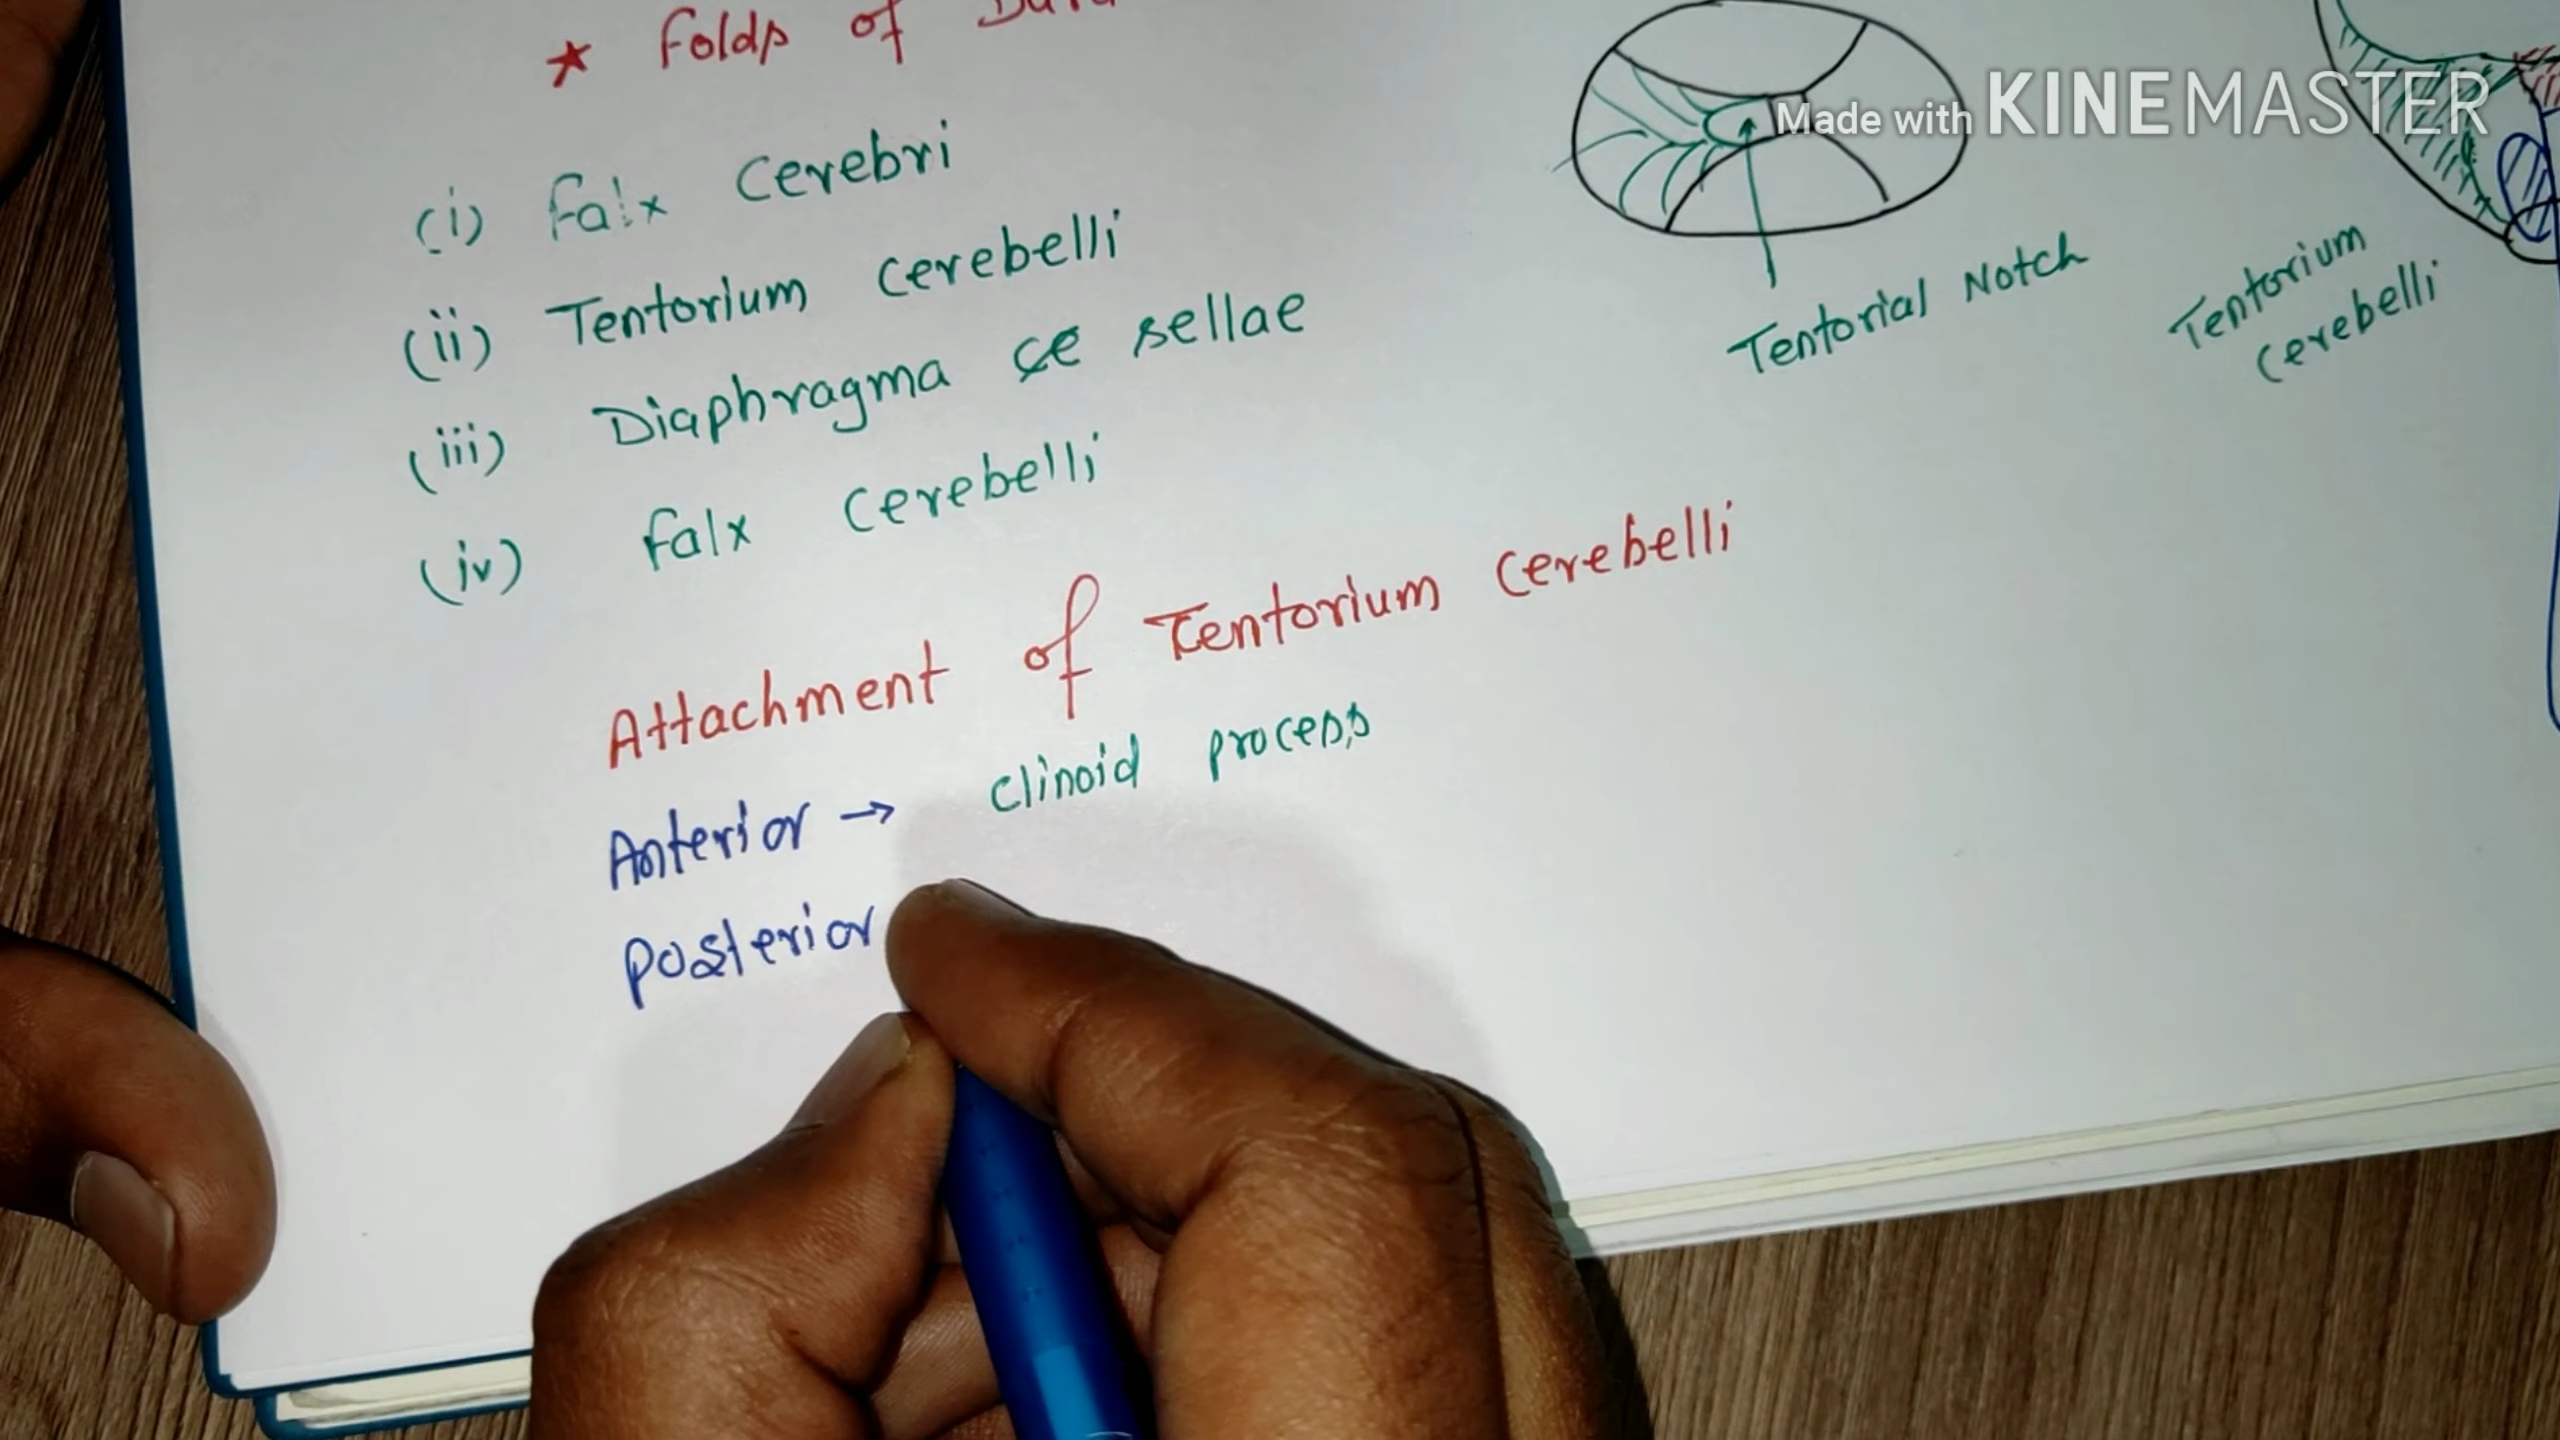 ★ Folds of Dura
(i) Falx Cerebri
(ii) Tentorium cerebelli
(iii) Diaphragma sellae
(iv) Falx Cerebelli
Attachment of Tentorium Cerebelli
Anterior → clinoid process
Posterior
Tentorial Notch
Tentorium
cerebelli
Made with KINEMASTER